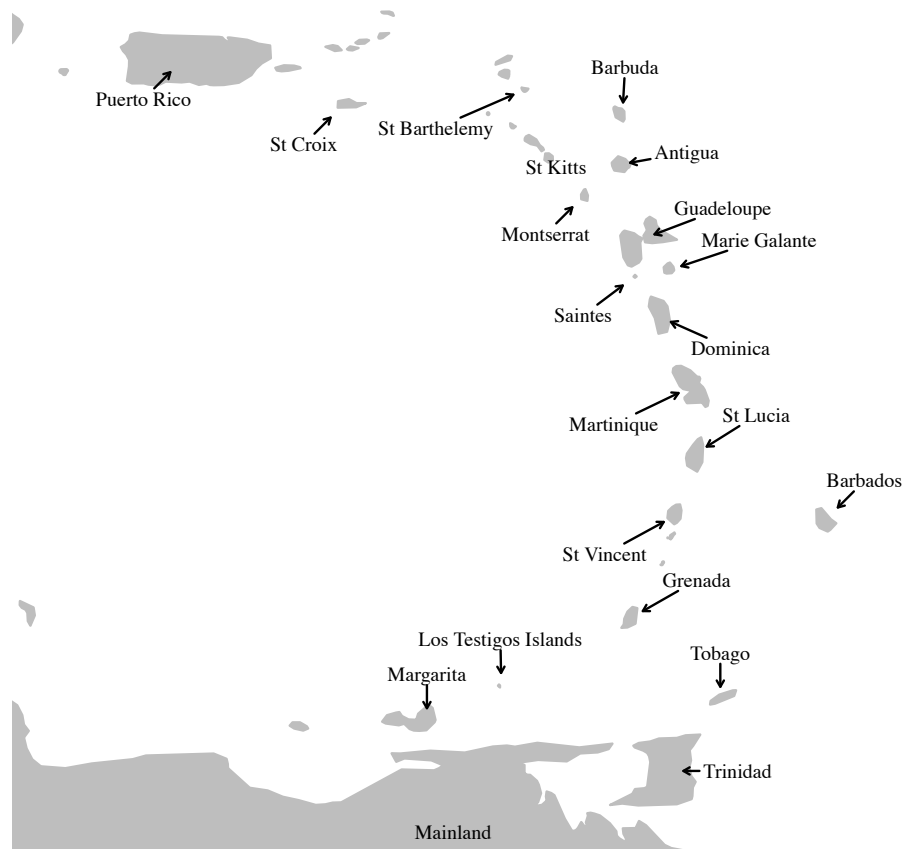 Barbuda
Puerto Rico
St Barthelemy
St Croix
Antigua
St Kitts
Guadeloupe
Montserrat
Marie Galante
Saintes
Dominica
St Lucia
Martinique
Barbados
St Vincent
Grenada
Los Testigos Islands
Tobago
Margarita
Trinidad
Mainland